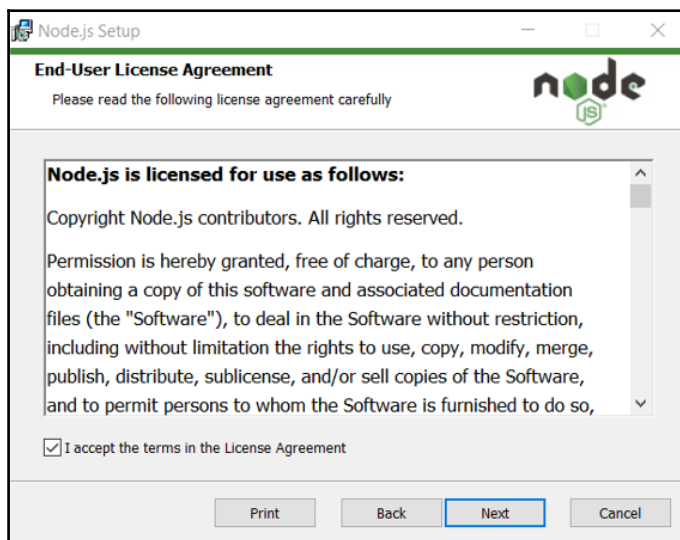 Node.js Setup
End-User License Agreement
Please read the following license agreement carefully
node
JS
Node.js is licensed for use as follows:
Copyright Node.js contributors. All rights reserved.
Permission is hereby granted, free of charge, to any person
obtaining a copy of this software and associated documentation
files (the "Software"), to deal in the Software without restriction,
including without limitation the rights to use, copy, modify, merge,
publish, distribute, sublicense, and/or sell copies of the Software,
and to permit persons to whom the Software is furnished to do so,
I accept the terms in the License Agreement
Print Back Next Cancel